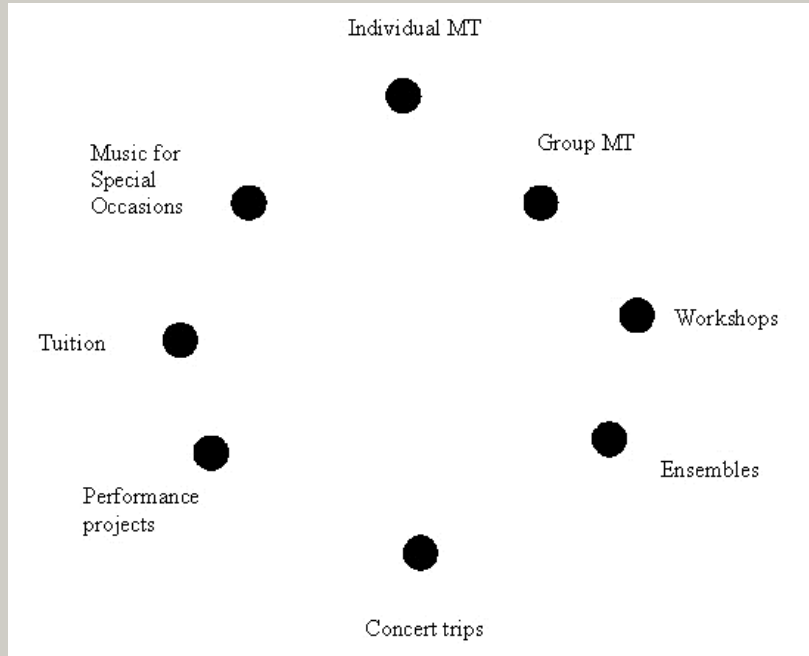 Individual MT
Group MT
Music for
Special
Occasions
Workshops
Tuition
Ensembles
Performance
projects
Concert trips